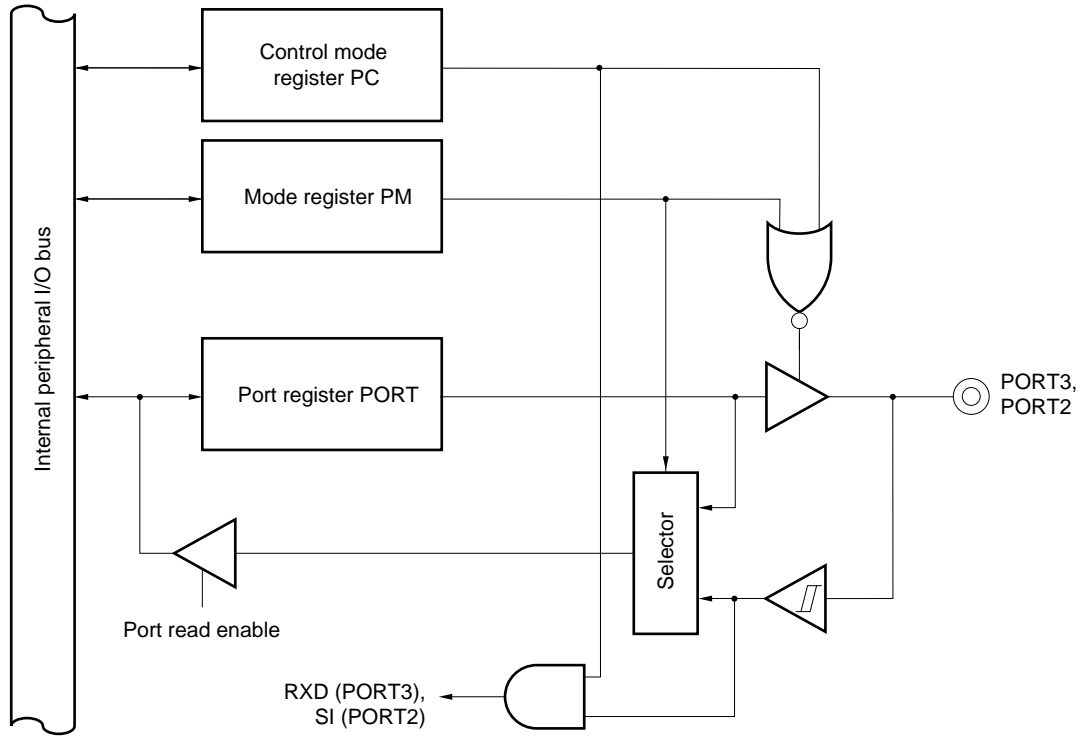 Control mode
register PC
Mode register PM
Internal peripheral I/O bus
Port register PORT
PORT3,
PORT2
Selector
Port read enable
RXD (PORT3),
SI (PORT2)